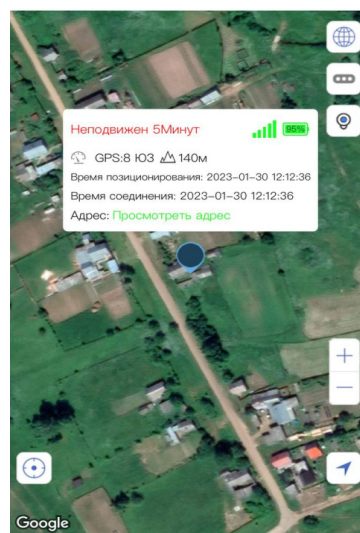 Неподвижен 5Минут
95%
GPS:8 ЮЗ 140м
Время позиционирования: 2023-01-30 12:12:36
Время соединения: 2023-01-30 12:12:36
Адрес: Просмотреть адрес
Google